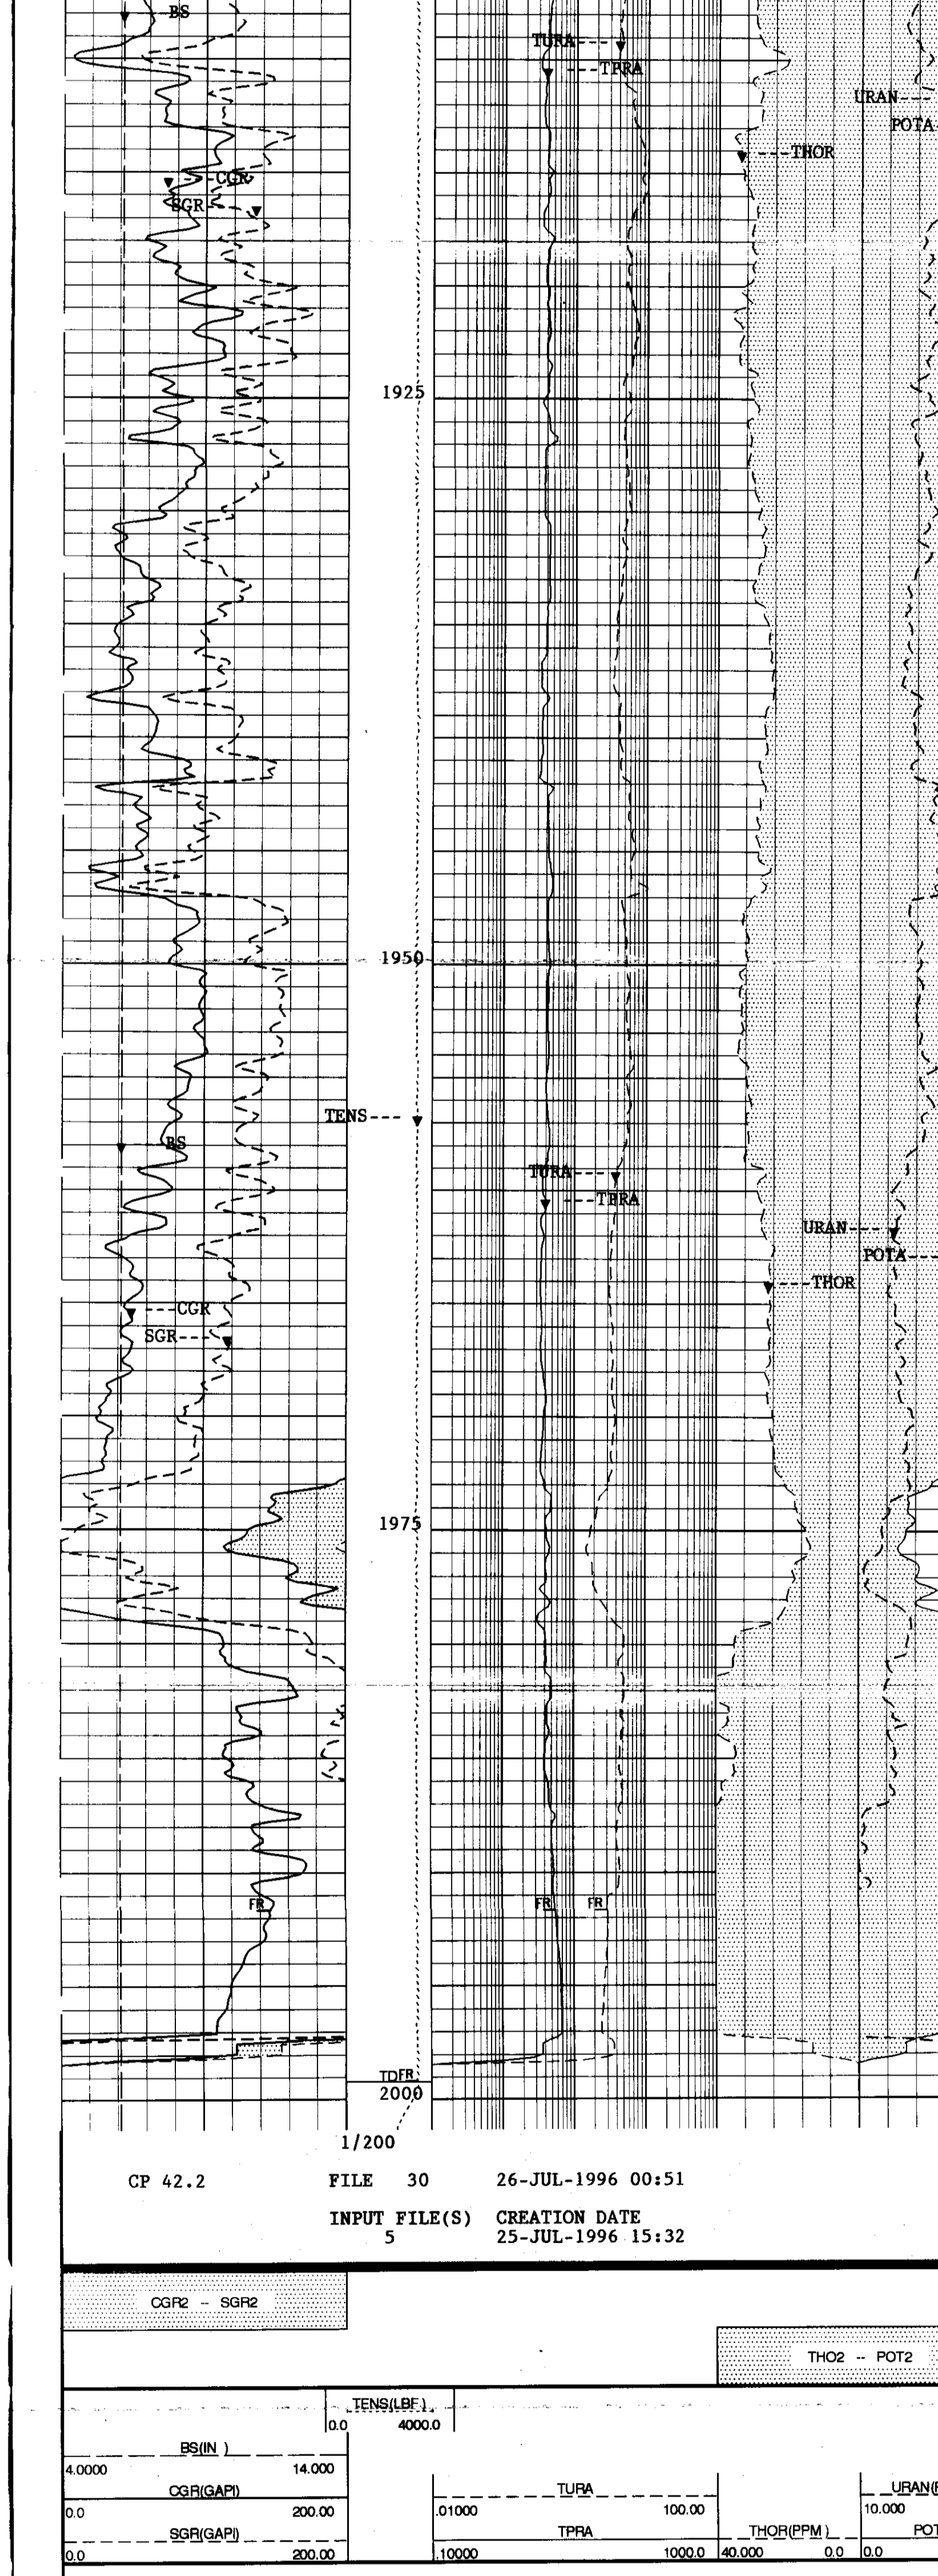 BS
TURA
TPRA
URAN
POTA
THOR
CGR
SGR
1925
1950
TENS
BS
TURA
TPRA
URAN
POTA
THOR
CGR
SGR
1975
FR FR FR
TDFR
2000
1/200
CP 42.2 FILE 30 26-JUL-1996 00:51
INPUT FILE(S) CREATION DATE
5 25-JUL-1996 15:32
CGR2 -- SGR2
THO2 -- POT2
TENS(LBF)
0.0 4000.0
BS(IN )
4.0000 14.000
CGR(GAPI) TURA URAN(
0.0 200.00 .01000 100.00 10.000
SGR(GAPI) TPRA THOR(PPM ) POT
0.0 200.00 .10000 1000.0 40.000 0.0 0.0